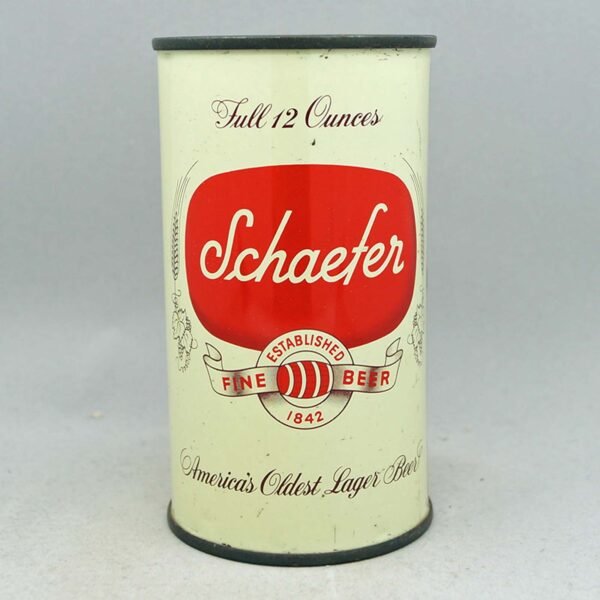 Full 12 Ounces
Schaefer
ESTABLISHED
FINE BEER
1842
America's Oldest Lager Beer